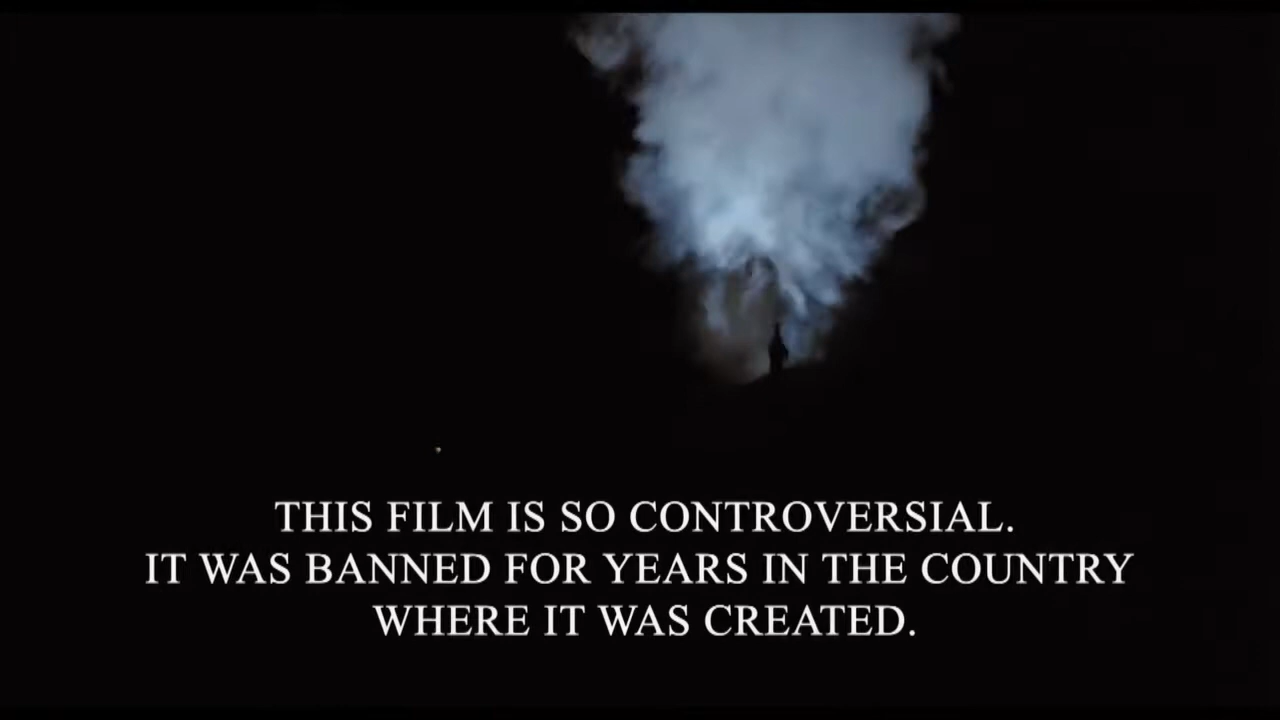 THIS FILM IS SO CONTROVERSIAL.
IT WAS BANNED FOR YEARS IN THE COUNTRY
WHERE IT WAS CREATED.